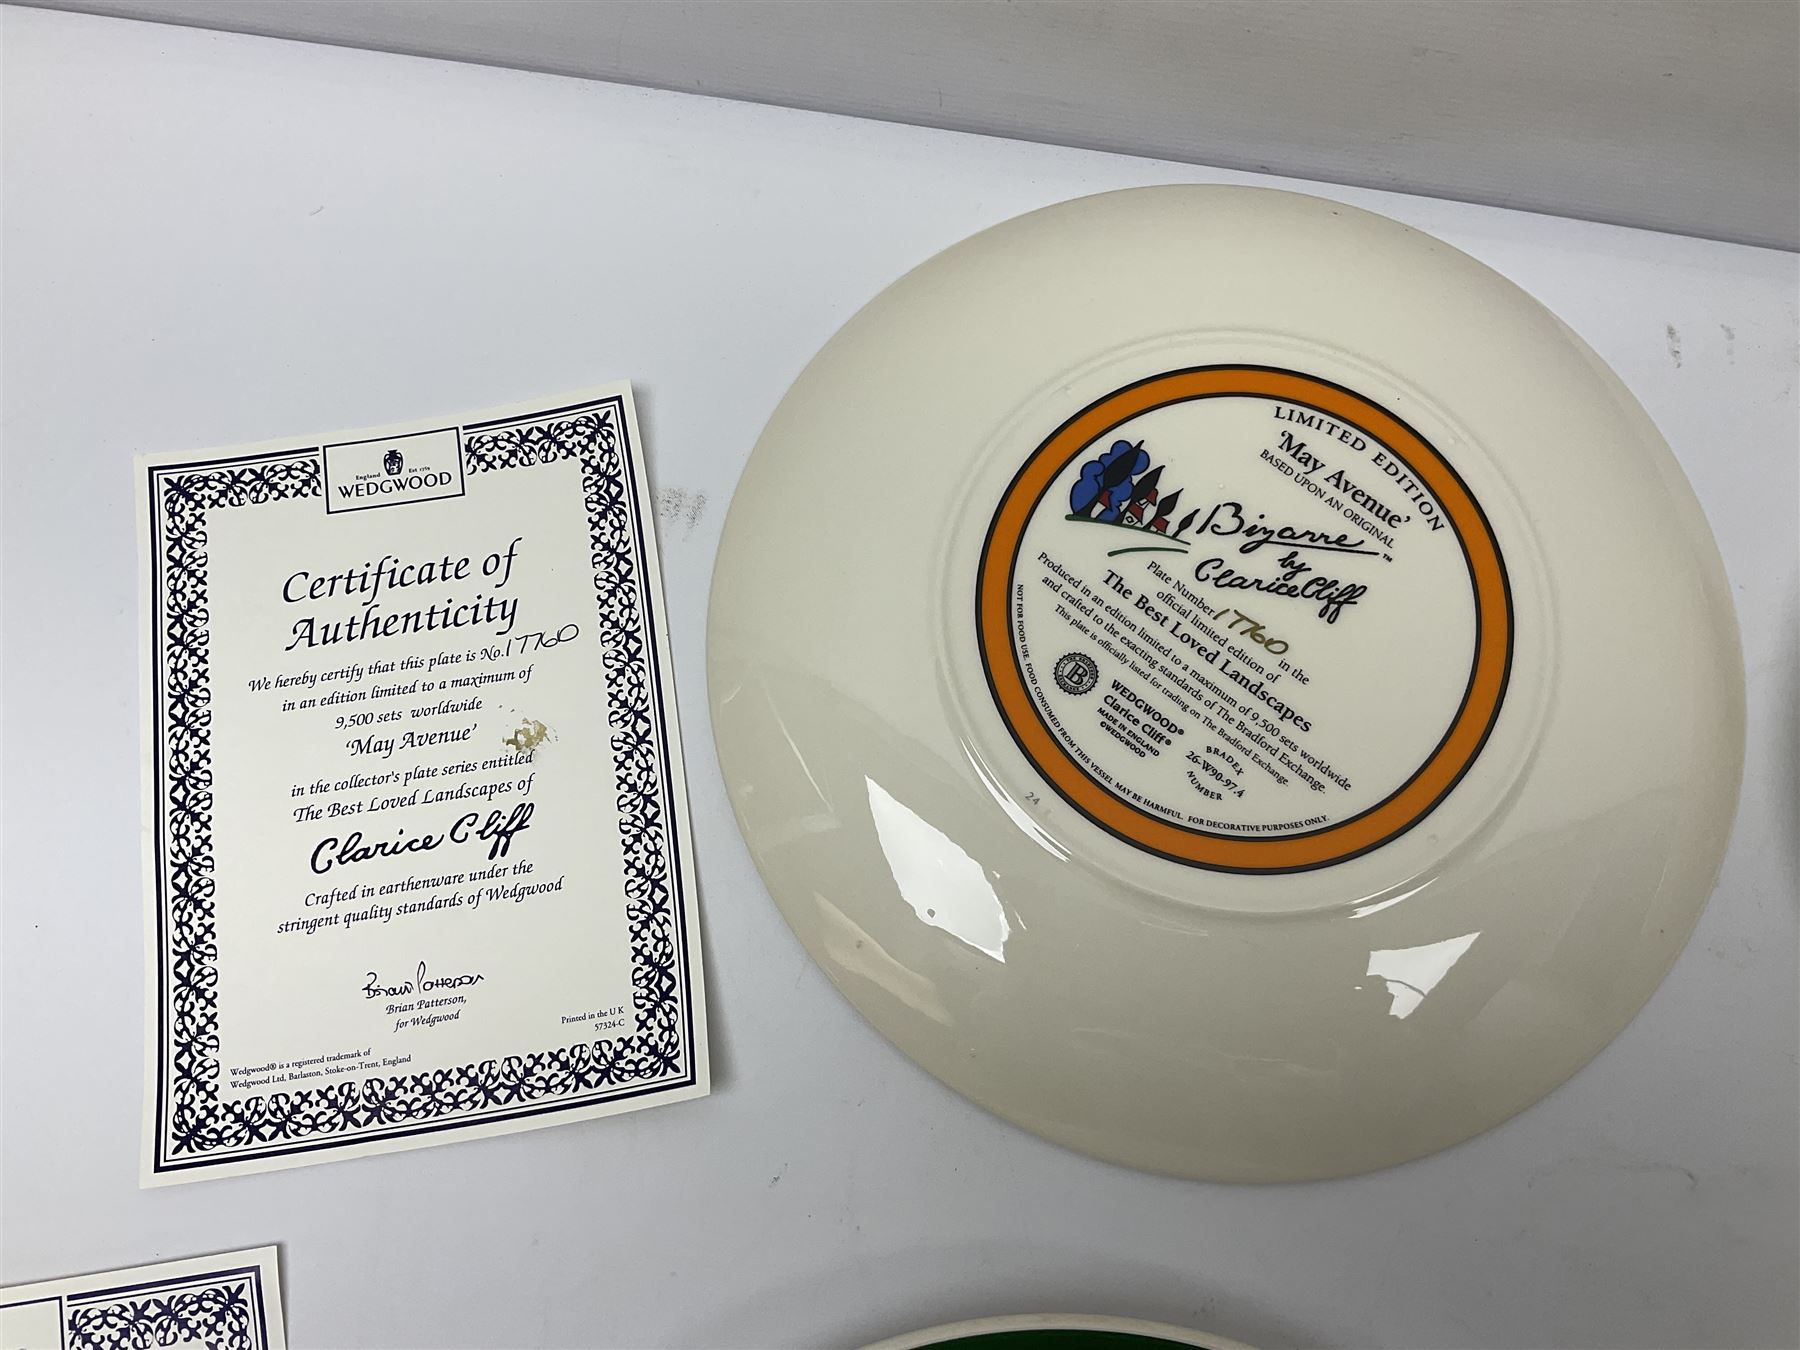 England Est 1759
WEDGWOOD
Certificate of
Authenticity
We hereby certify that this plate is No. 17760
in an edition limited to a maximum of
9,500 sets worldwide
'May Avenue'
in the collector's plate series entitled
The Best Loved Landscapes of
Clarice Cliff
Crafted in earthenware under the
stringent quality standards of Wedgwood
Brian Patterson
Brian Patterson,
for Wedgwood
Printed in the U K
57324-C
Wedgwood® is a registered trademark of
Wedgwood Ltd, Barlaston, Stoke-on-Trent, England
LIMITED EDITION
'May Avenue'
BASED UPON AN ORIGINAL
Bizarre™
by
Clarice Cliff
Plate Number 17760 in the
official limited edition of
The Best Loved Landscapes
Produced in an edition limited to a maximum of 9,500 sets worldwide
and crafted to the exacting standards of The Bradford Exchange.
This plate is officially listed for trading on The Bradford Exchange.
B
WEDGWOOD®
Clarice Cliff®
MADE IN ENGLAND
©WEDGWOOD
BRADEX
26-W90-97.4
NUMBER
NOT FOR FOOD USE. FOOD CONSUMED FROM THIS VESSEL MAY BE HARMFUL. FOR DECORATIVE PURPOSES ONLY.
24